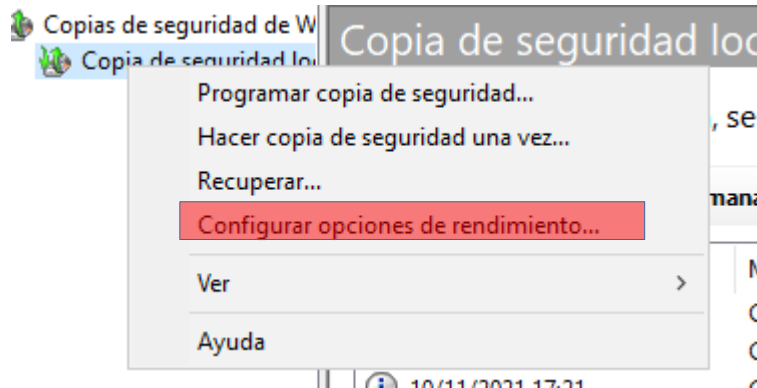 Copias de seguridad de W
Copia de seguridad loc
Copia de seguridad lo
Programar copia de seguridad...
Hacer copia de seguridad una vez...
Recuperar...
Configurar opciones de rendimiento...
Ver
Ayuda
, se
mana
10/11/2021 17:21